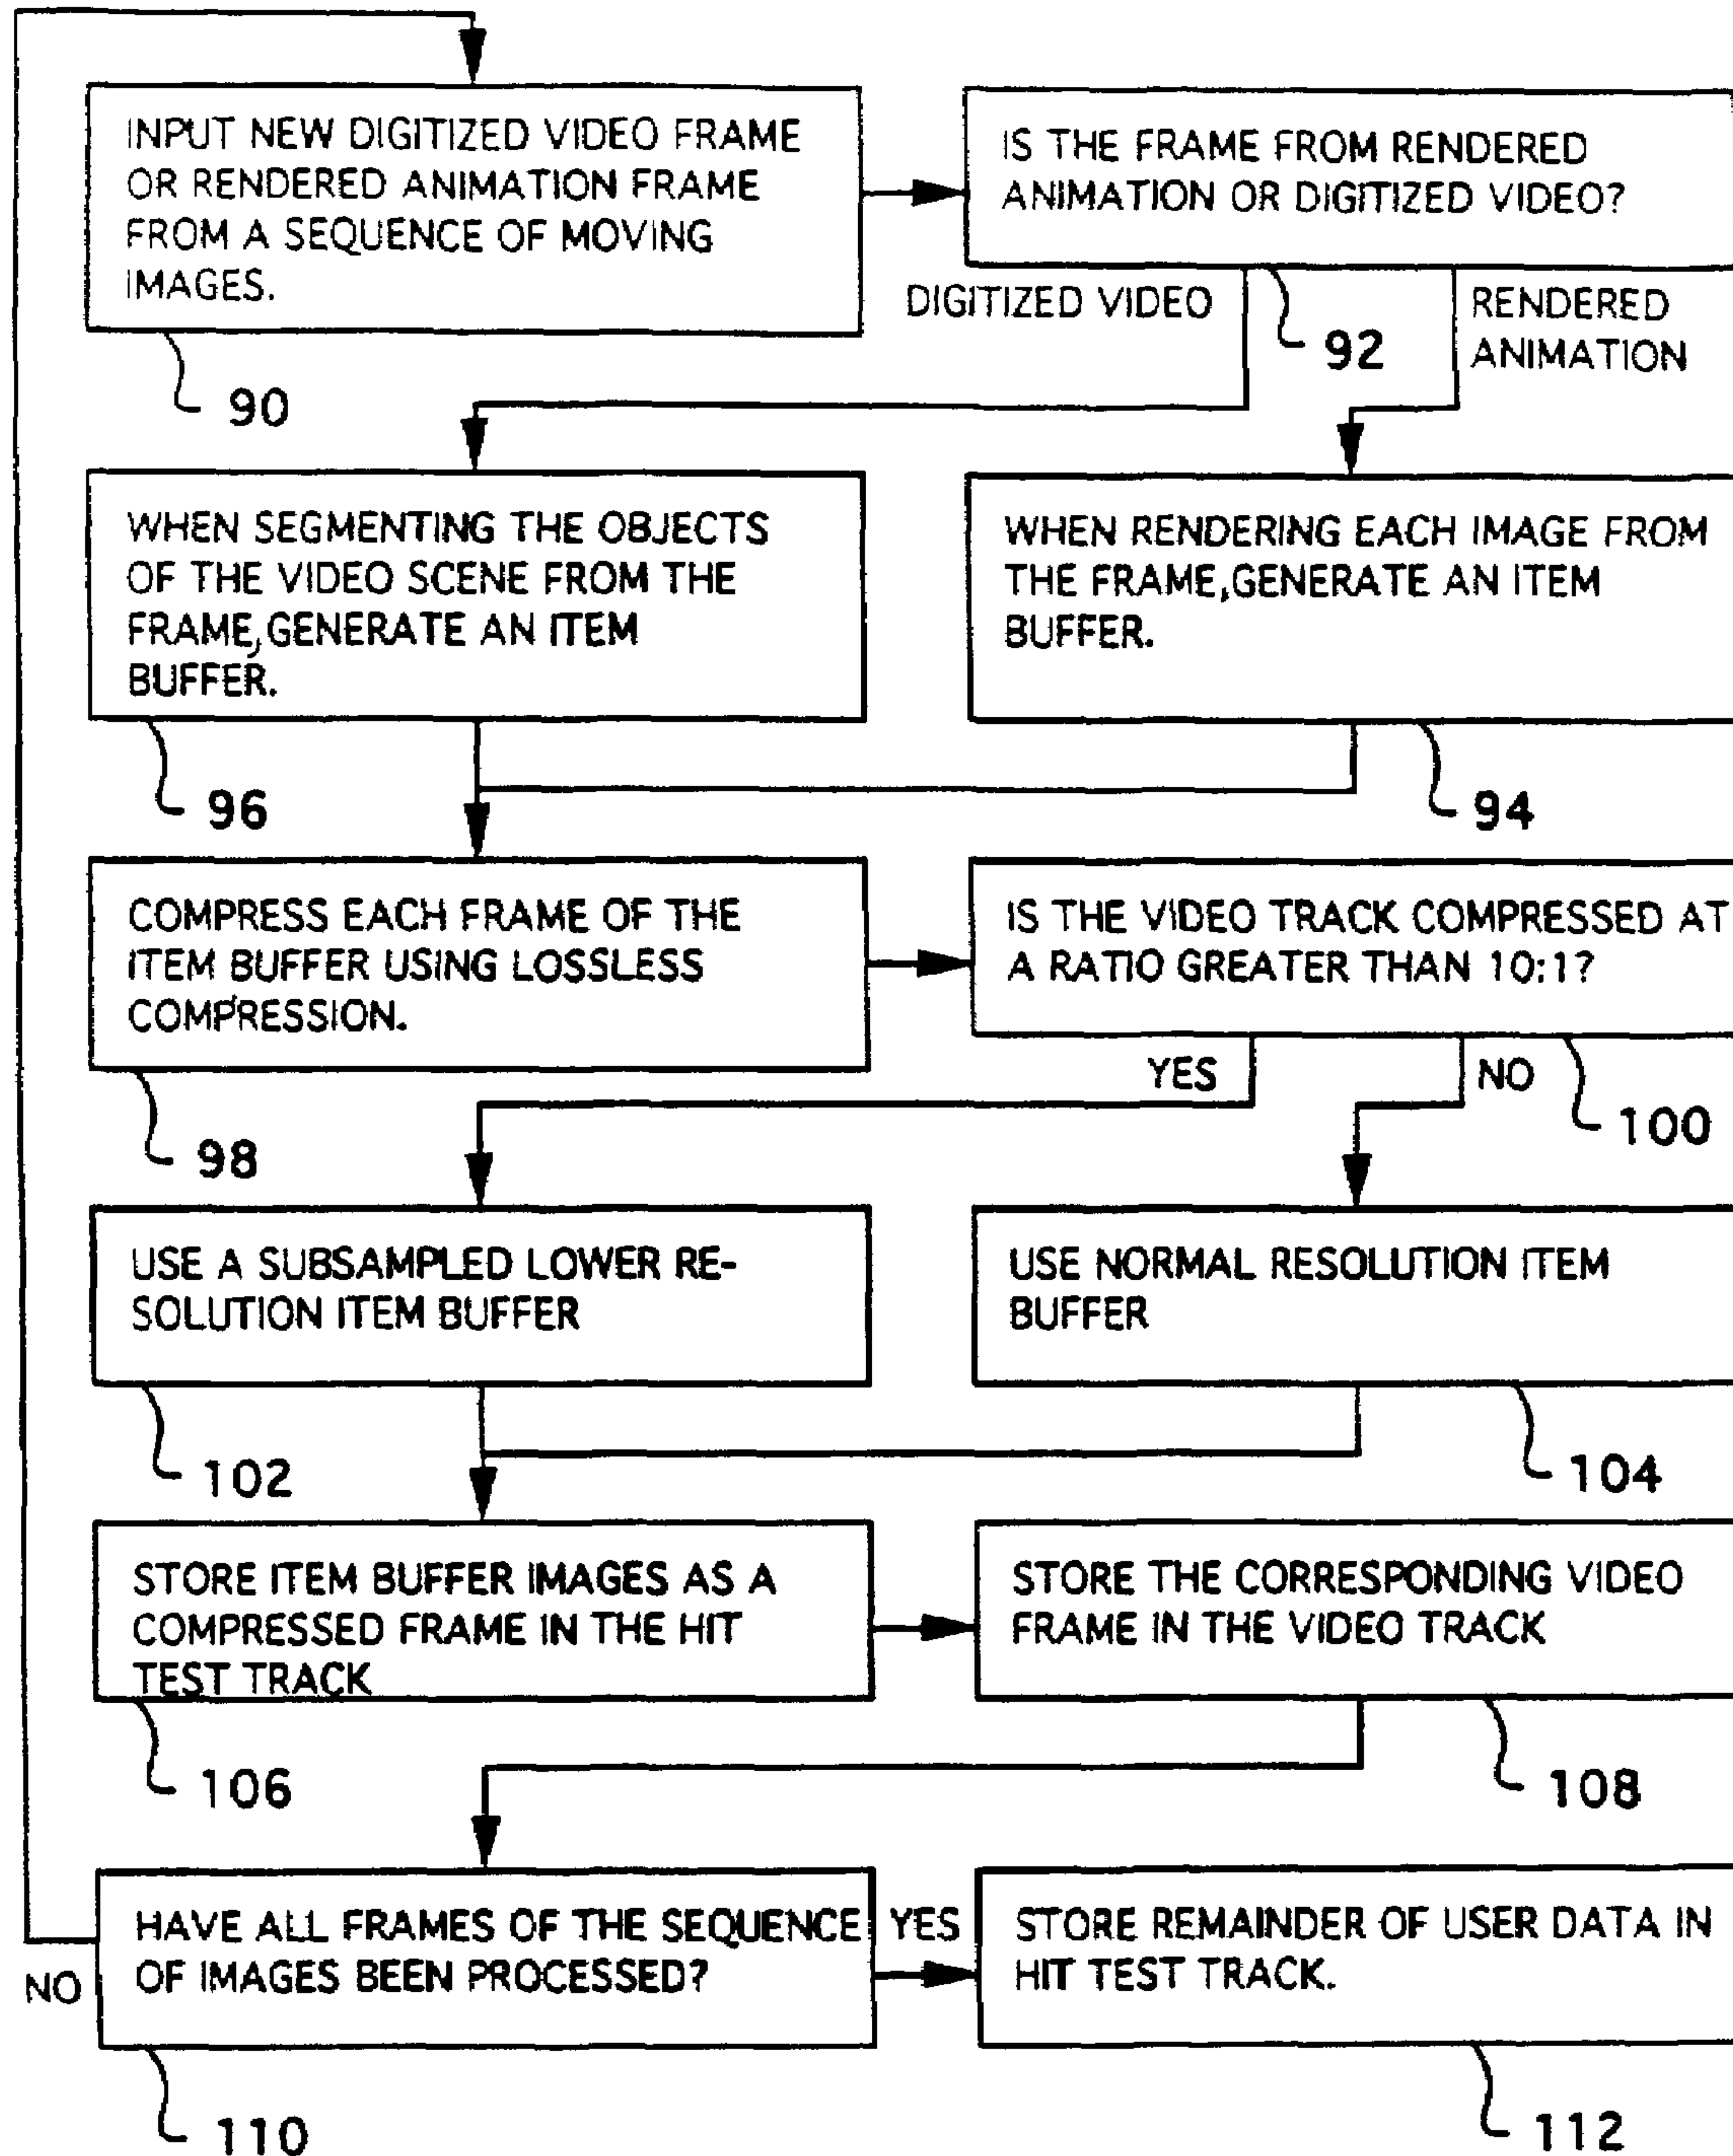 INPUT NEW DIGITIZED VIDEO FRAME
OR RENDERED ANIMATION FRAME
FROM A SEQUENCE OF MOVING
IMAGES.
90
IS THE FRAME FROM RENDERED
ANIMATION OR DIGITIZED VIDEO?
92
DIGITIZED VIDEO
RENDERED
ANIMATION
WHEN SEGMENTING THE OBJECTS
OF THE VIDEO SCENE FROM THE
FRAME, GENERATE AN ITEM
BUFFER.
96
WHEN RENDERING EACH IMAGE FROM
THE FRAME, GENERATE AN ITEM
BUFFER.
94
COMPRESS EACH FRAME OF THE
ITEM BUFFER USING LOSSLESS
COMPRESSION.
98
IS THE VIDEO TRACK COMPRESSED AT
A RATIO GREATER THAN 10:1?
100
YES
NO
USE A SUBSAMPLED LOWER RE-
SOLUTION ITEM BUFFER
102
USE NORMAL RESOLUTION ITEM
BUFFER
104
STORE ITEM BUFFER IMAGES AS A
COMPRESSED FRAME IN THE HIT
TEST TRACK
106
STORE THE CORRESPONDING VIDEO
FRAME IN THE VIDEO TRACK
108
HAVE ALL FRAMES OF THE SEQUENCE
OF IMAGES BEEN PROCESSED?
110
NO
YES
STORE REMAINDER OF USER DATA IN
HIT TEST TRACK.
112